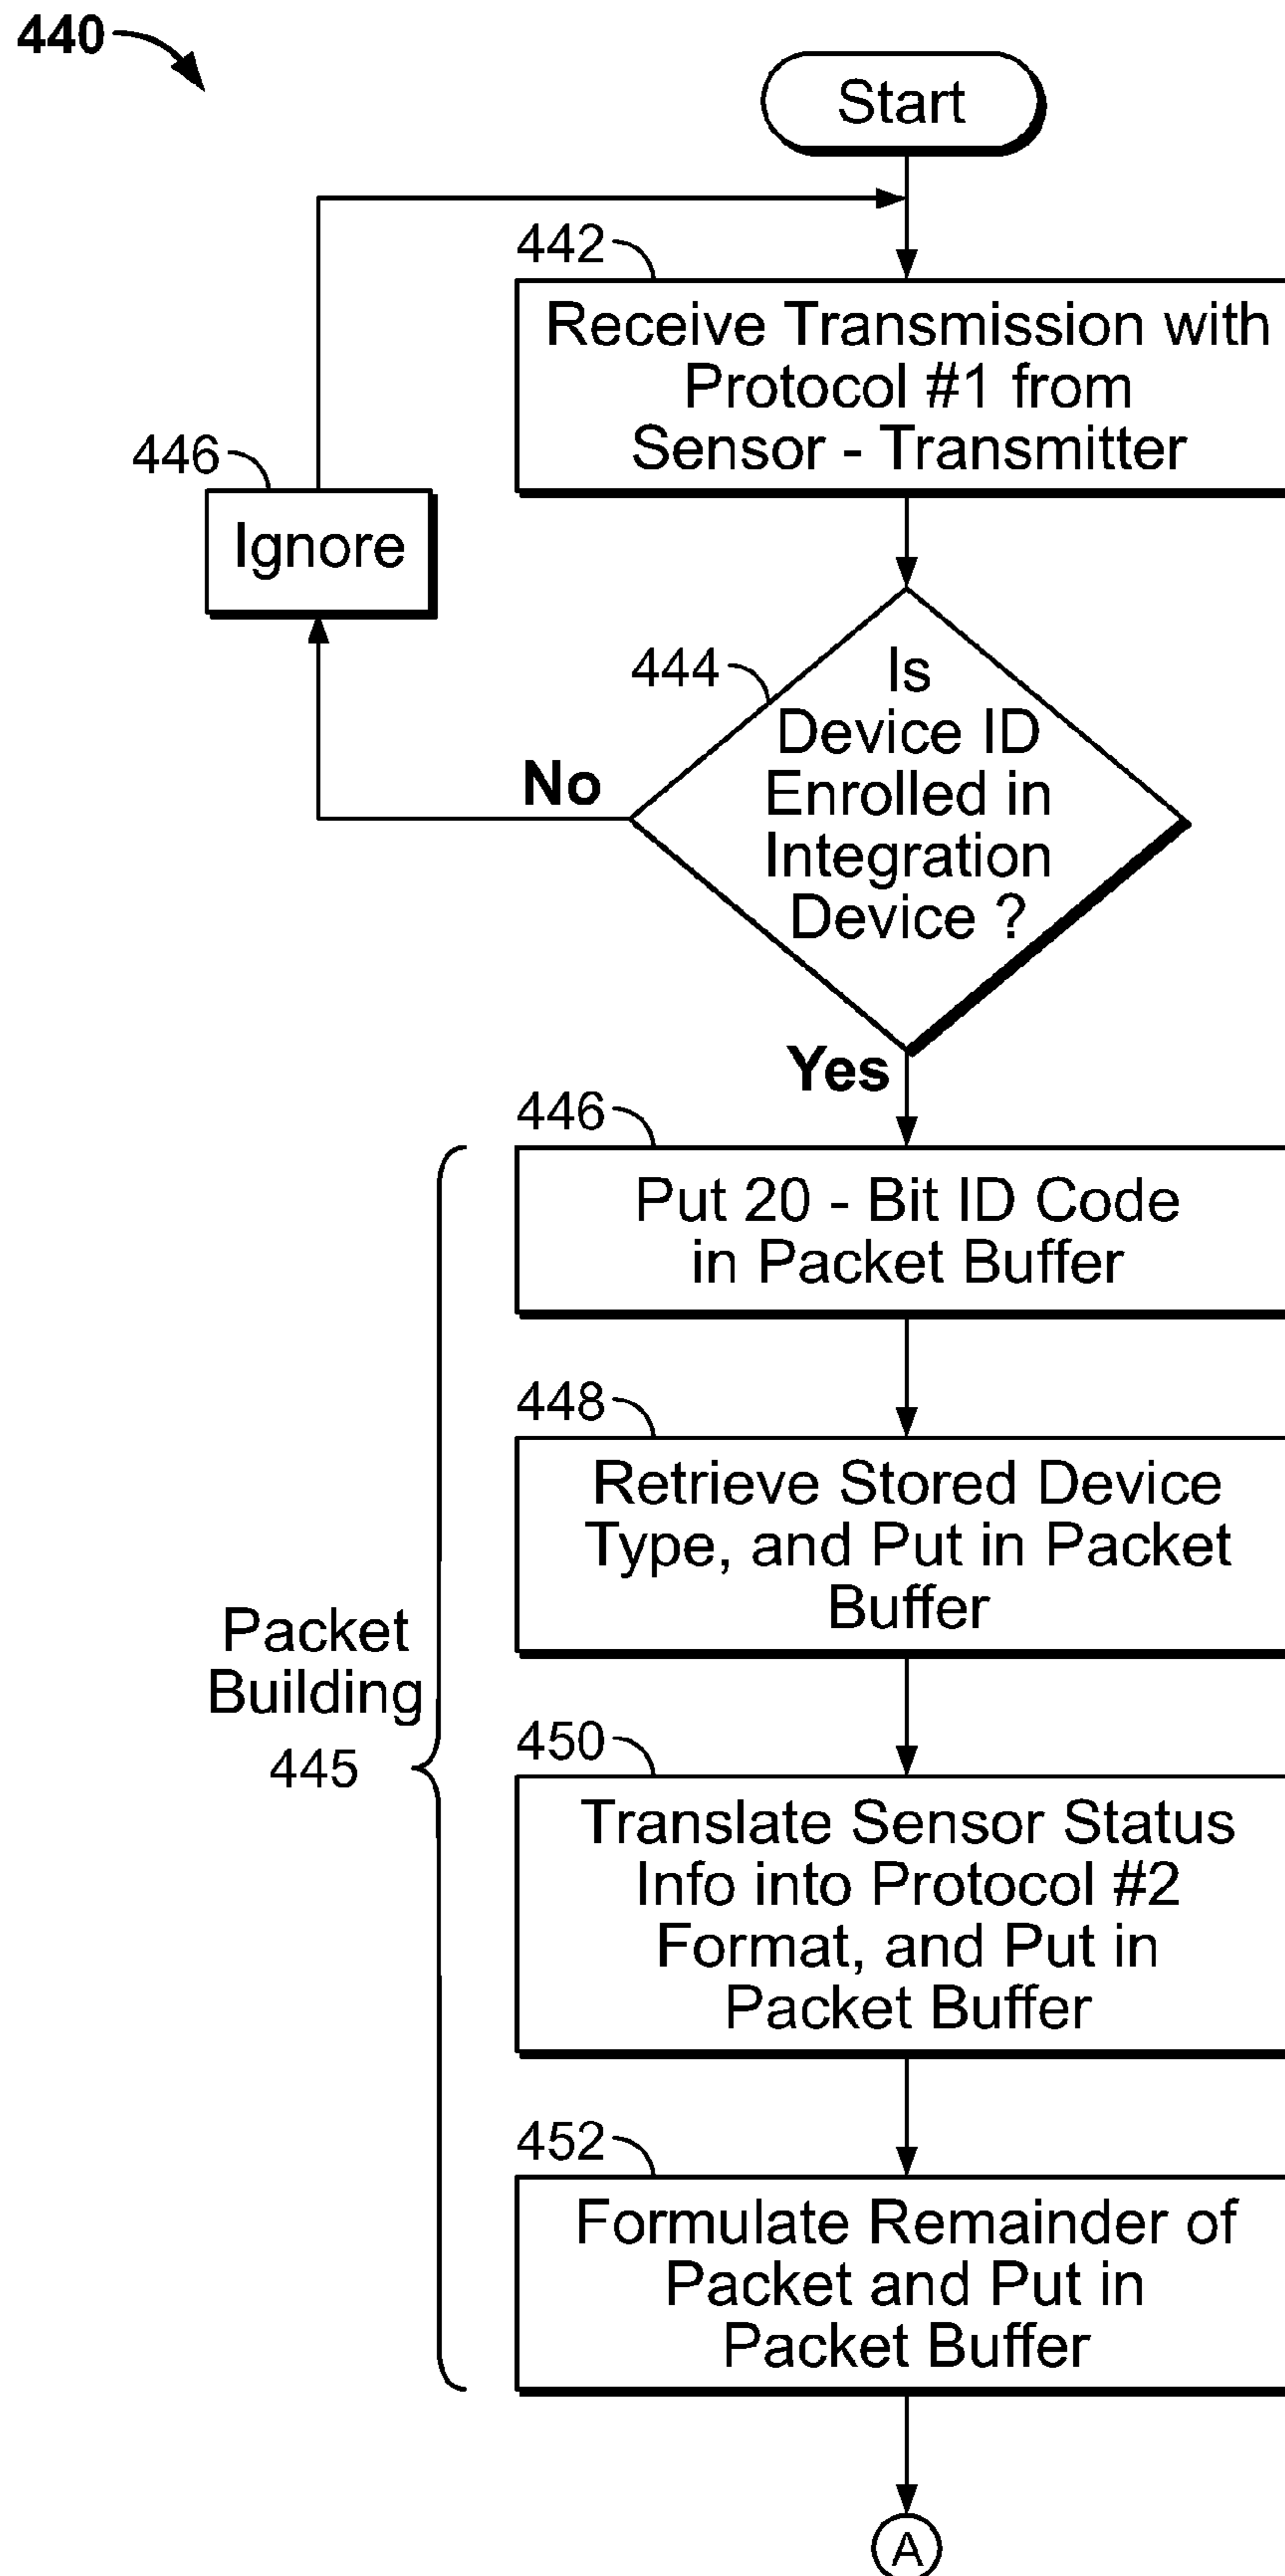 440
Start
442
Receive Transmission with
Protocol #1 from
Sensor - Transmitter
446
Ignore
444
Is
Device ID
Enrolled in
Integration
Device ?
No
Yes
446
Put 20 - Bit ID Code
in Packet Buffer
448
Retrieve Stored Device
Type, and Put in Packet
Buffer
Packet
Building
445
450
Translate Sensor Status
Info into Protocol #2
Format, and Put in
Packet Buffer
452
Formulate Remainder of
Packet and Put in
Packet Buffer
A